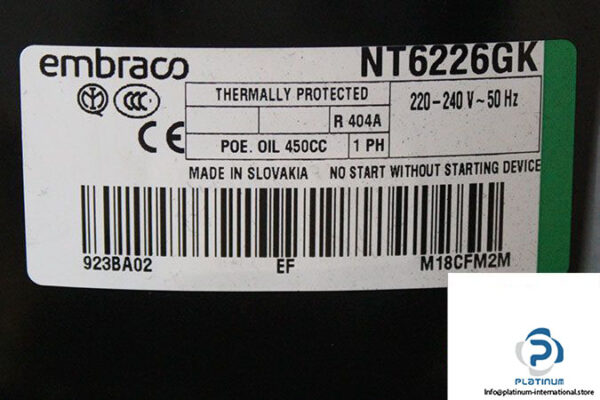 embraco
NT6226GK
THERMALLY PROTECTED
220-240 V ~ 50 Hz
R 404A
POE. OIL 450CC
1 PH
CCC
CE
MADE IN SLOVAKIA NO START WITHOUT STARTING DEVICE
923BA02 EF M18CFM2M
PLATINUM
Info@platinum-international.store